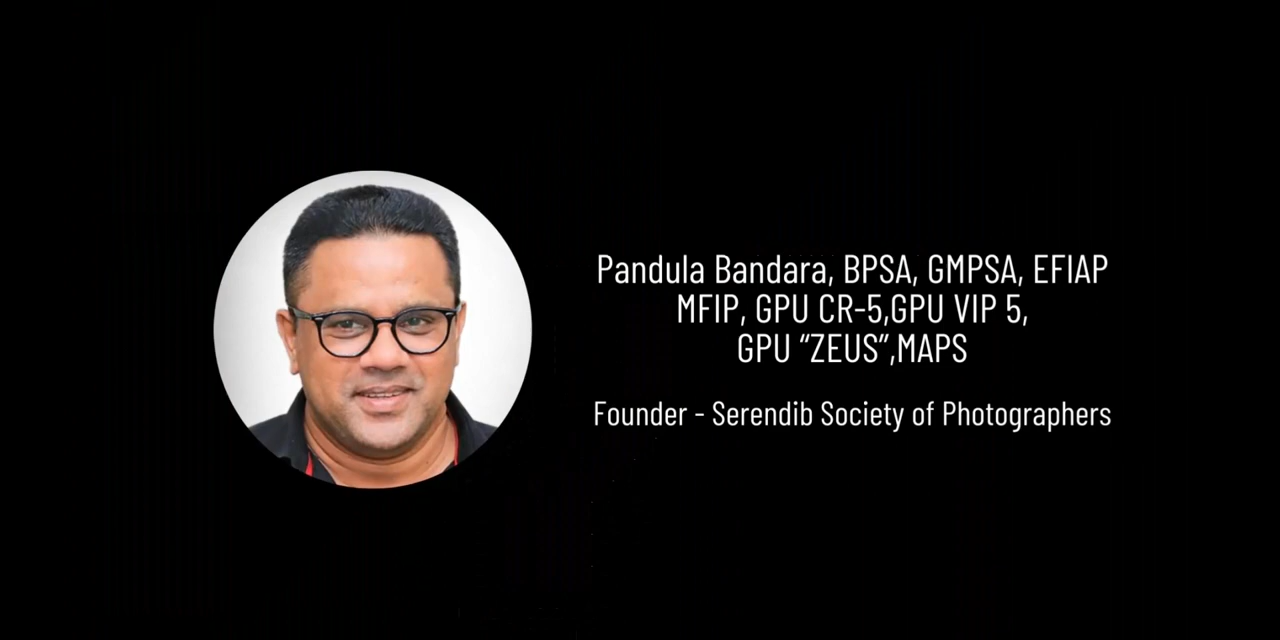 Pandula Bandara, BPSA, GMPSA, EFIAP
MFIP, GPU CR-5,GPU VIP 5,
GPU “ZEUS”,MAPS
Founder - Serendib Society of Photographers